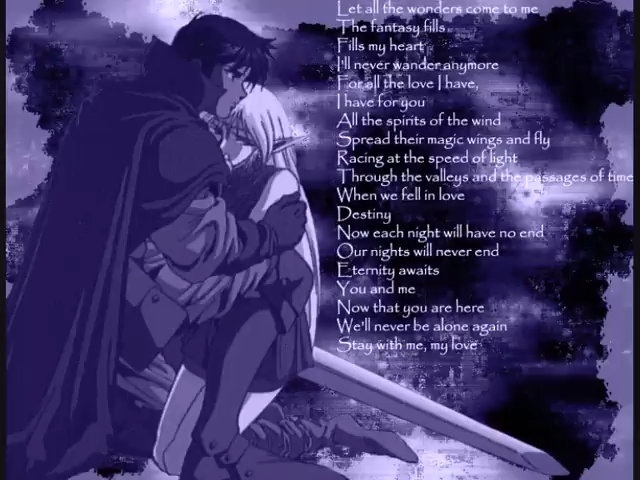 Let all the wonders come to me
The fantasy fills
Fills my heart
I'll never wander anymore
For all the love I have,
I have for you
All the spirits of the wind
Spread their magic wings and fly
Racing at the speed of light
Through the valleys and the passages of time
When we fell in love
Destiny
Now each night will have no end
Our nights will never end
Eternity awaits
You and me
Now that you are here
We'll never be alone again
Stay with me, my love